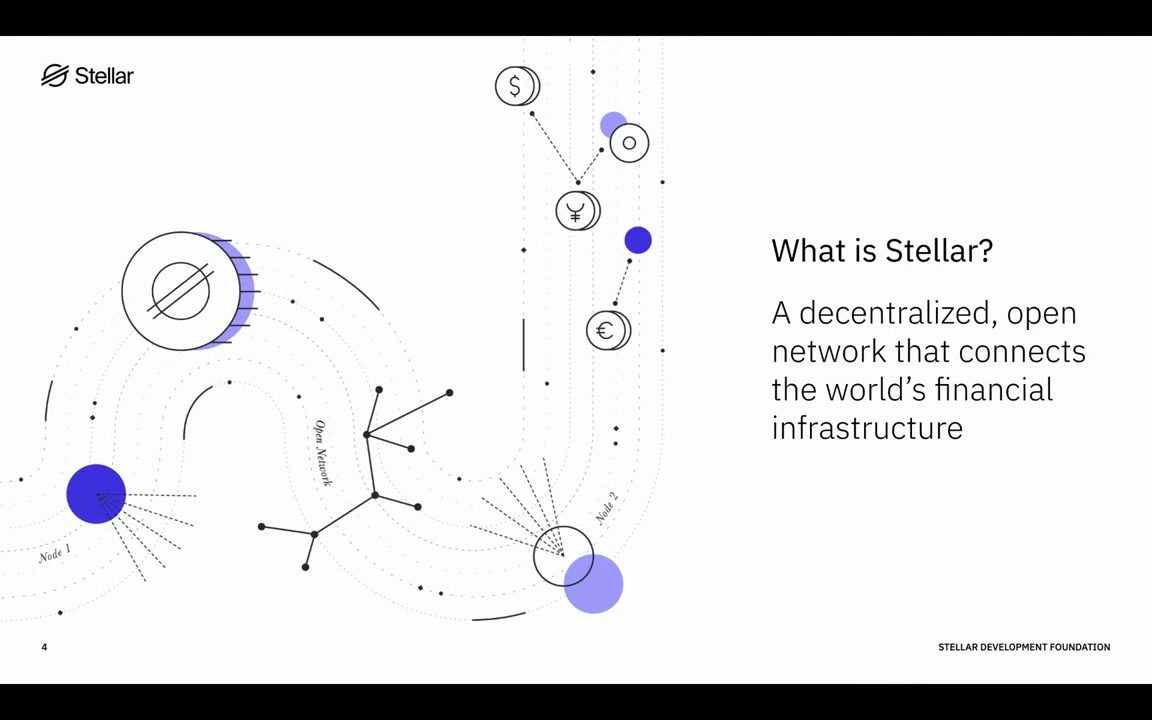 Stellar
$
¥
€
What is Stellar?
A decentralized, open
network that connects
the world’s financial
infrastructure
Open Network
Node 1
Node 2
4
STELLAR DEVELOPMENT FOUNDATION